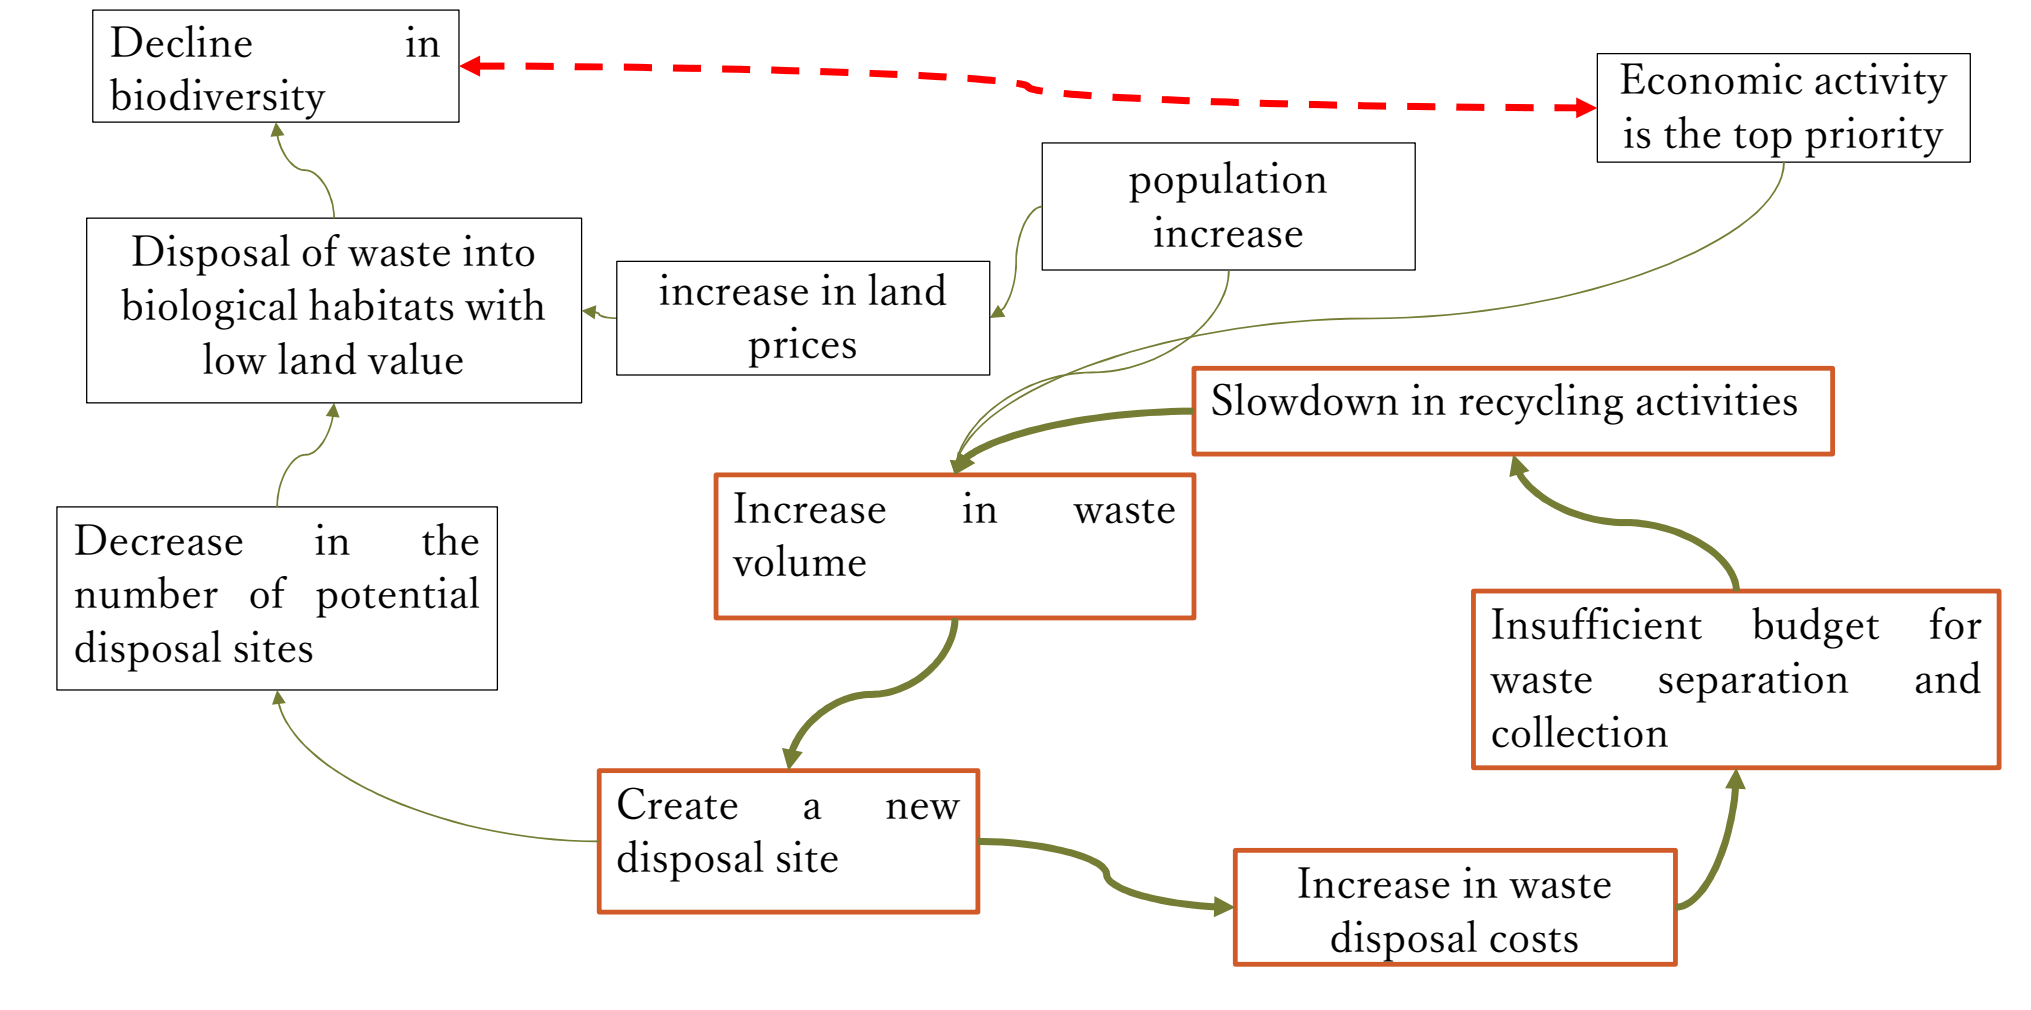 Decline in
biodiversity
Economic activity
is the top priority
population
increase
Disposal of waste into
biological habitats with
low land value
increase in land
prices
Slowdown in recycling activities
Increase in waste
volume
Decrease in the
number of potential
disposal sites
Insufficient budget for
waste separation and
collection
Create a new
disposal site
Increase in waste
disposal costs